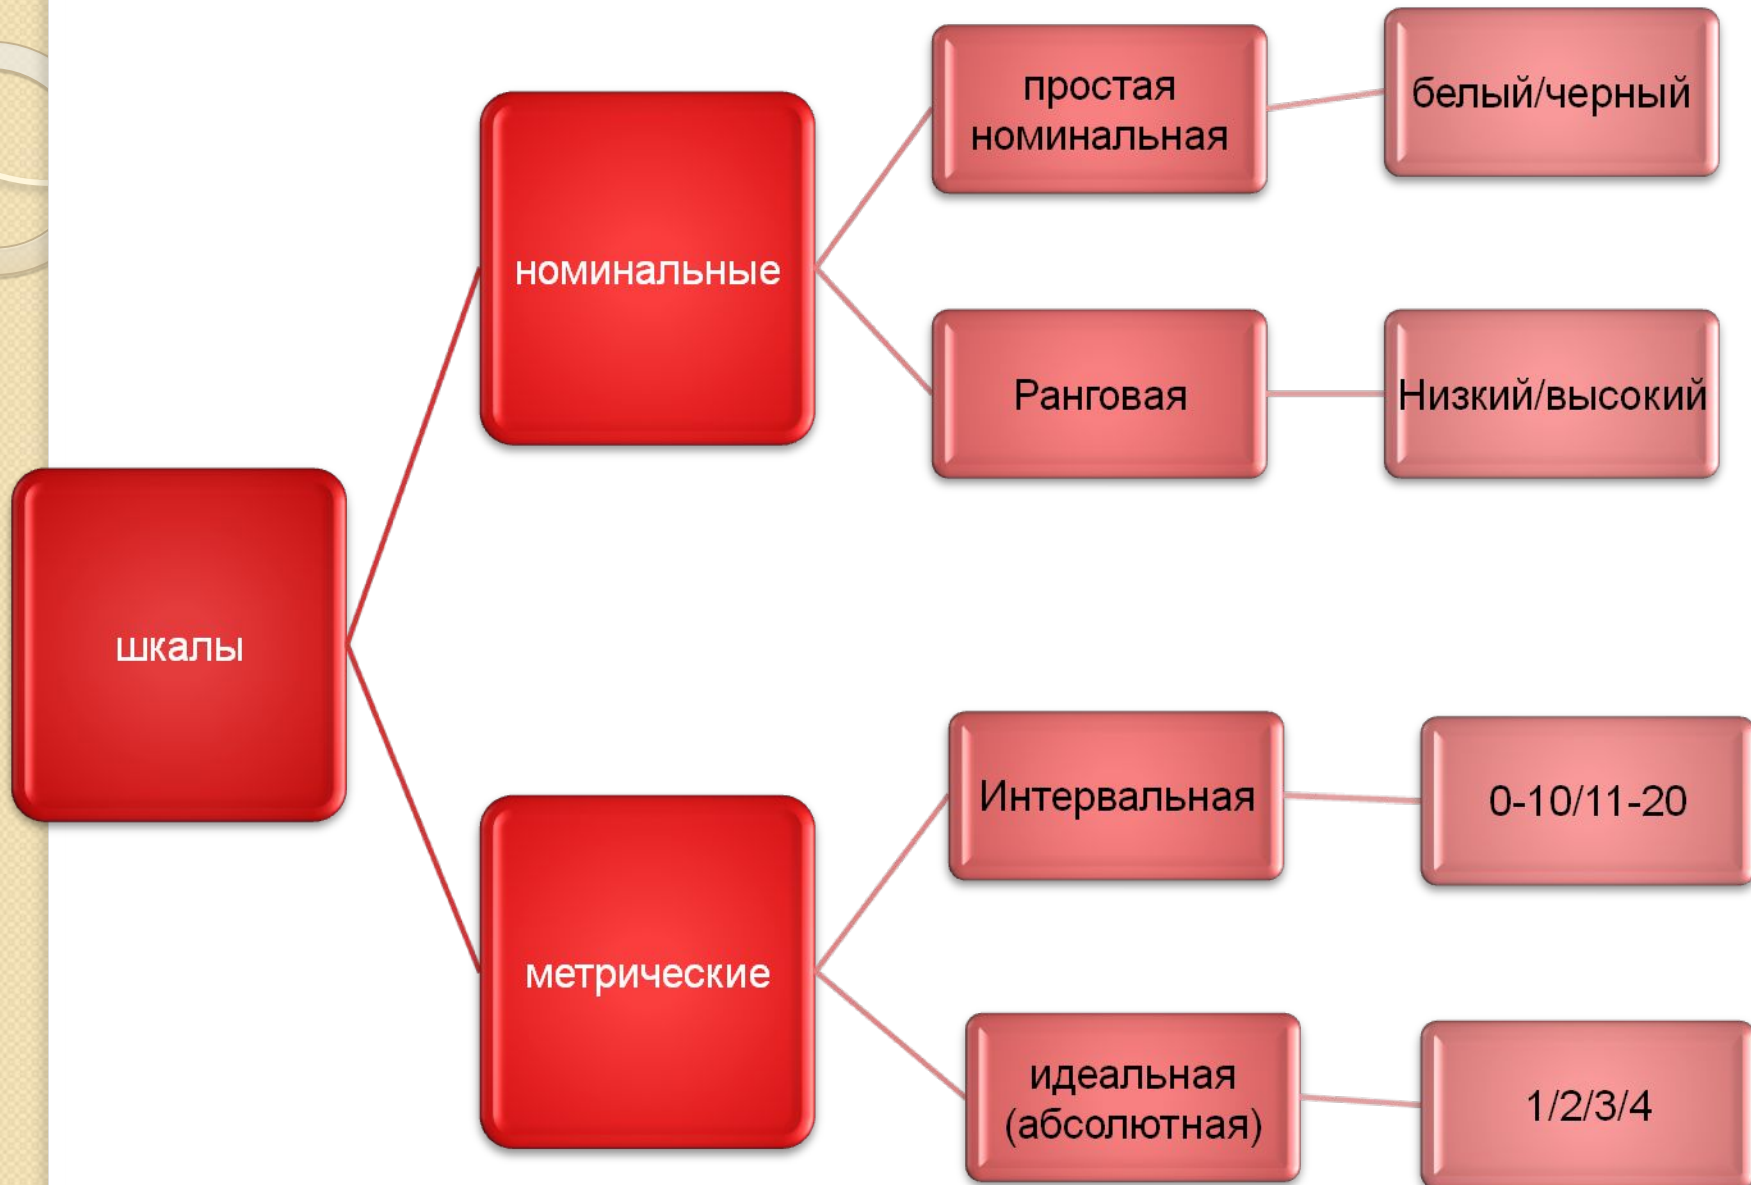 шкалы
номинальные
простая
номинальная
белый/черный
Ранговая
Низкий/высокий
метрические
Интервальная
0-10/11-20
идеальная
(абсолютная)
1/2/3/4